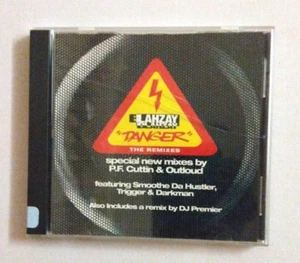 BLAHZAY
BLAHZAY
"DANGER"
THE REMIXES
special new mixes by
P.F. Cuttin & Outloud
featuring Smoothe Da Hustler,
Trigger & Darkman
Also includes a remix by DJ Premier